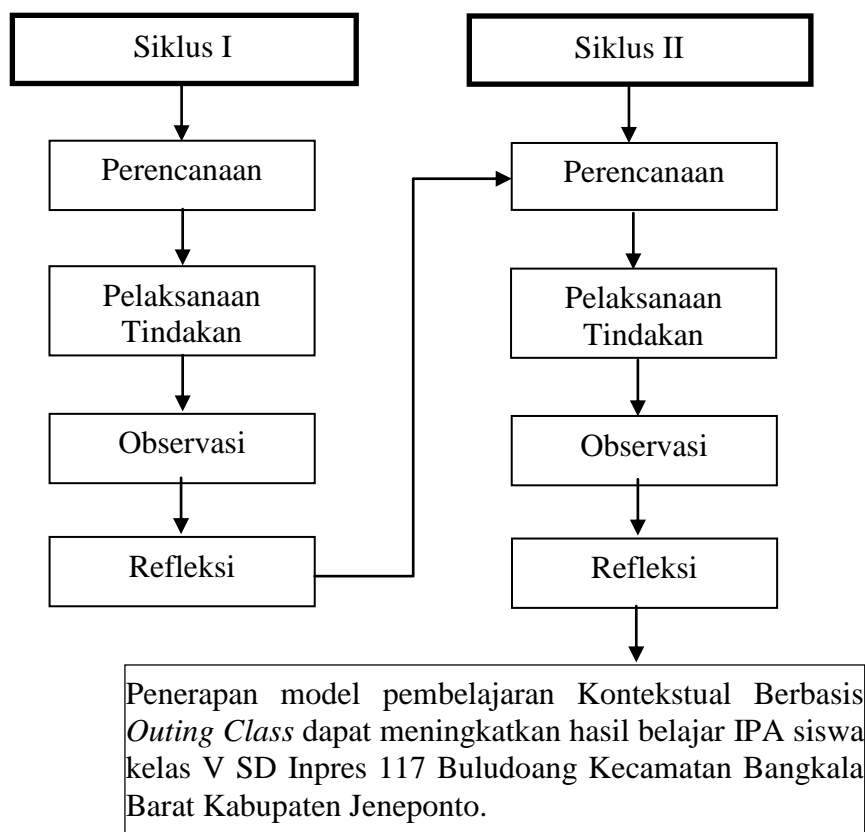 Siklus I
Perencanaan
Pelaksanaan
Tindakan
Observasi
Refleksi
Siklus II
Perencanaan
Pelaksanaan
Tindakan
Observasi
Refleksi
Penerapan model pembelajaran Kontekstual Berbasis
Outing Class dapat meningkatkan hasil belajar IPA siswa
kelas V SD Inpres 117 Buludoang Kecamatan Bangkala
Barat Kabupaten Jeneponto.